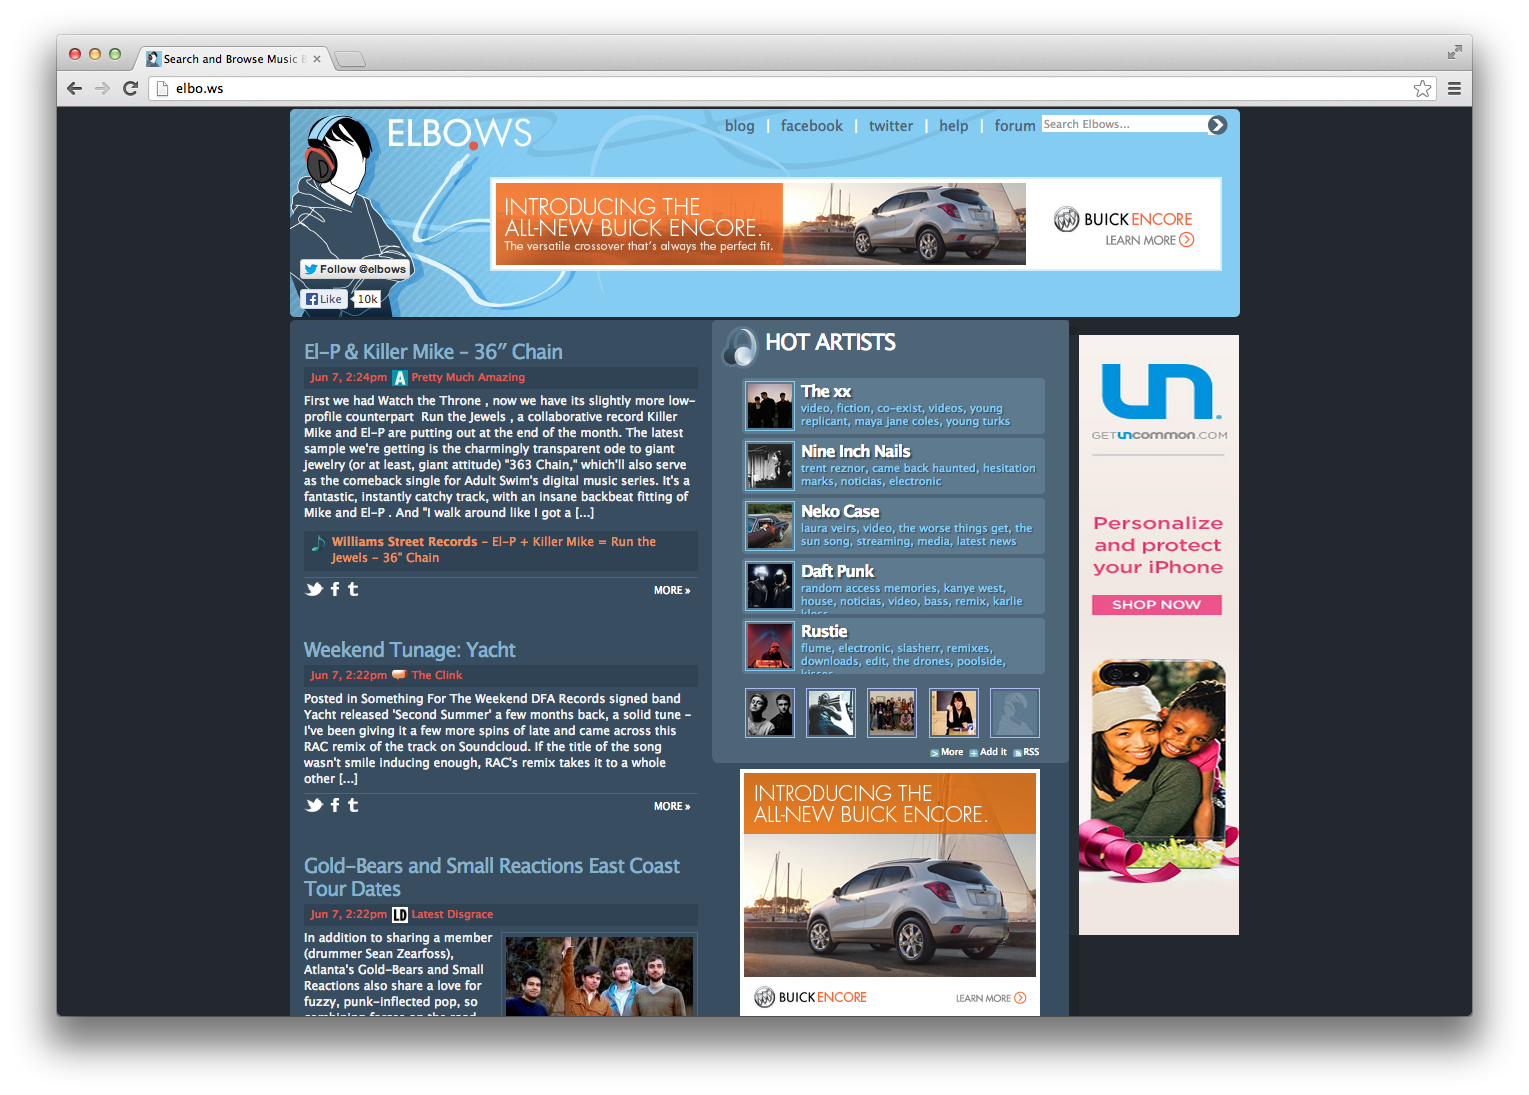 Search and Browse Music B
elbo.ws
ELBO.WS
blog | facebook | twitter | help | forum
Search Elbows...
INTRODUCING THE
ALL-NEW BUICK ENCORE.
The versatile crossover that's always the perfect fit.
BUICK ENCORE
LEARN MORE
Follow @elbows
Like 10k
El-P & Killer Mike – 36″ Chain
Jun 7, 2:24pm A Pretty Much Amazing
First we had Watch the Throne , now we have its slightly more low-
profile counterpart  Run the Jewels , a collaborative record Killer
Mike and El-P are putting out at the end of the month. The latest
sample we're getting is the charmingly transparent ode to giant
jewelry (or at least, giant attitude) "363 Chain," which'll also serve
as the comeback single for Adult Swim's digital music series. It's a
fantastic, instantly catchy track, with an insane backbeat fitting of
Mike and El-P . And "I walk around like I got a [...]
Williams Street Records - El-P + Killer Mike = Run the
Jewels - 36" Chain
MORE »
Weekend Tunage: Yacht
Jun 7, 2:22pm The Clink
Posted in Something For The Weekend DFA Records signed band
Yacht released 'Second Summer' a few months back, a solid tune -
I've been giving it a few more spins of late and came across this
RAC remix of the track on Soundcloud. If the title of the song
wasn't smile inducing enough, RAC's remix takes it to a whole
other [...]
MORE »
Gold-Bears and Small Reactions East Coast
Tour Dates
Jun 7, 2:22pm LD Latest Disgrace
In addition to sharing a member
(drummer Sean Zearfoss),
Atlanta's Gold-Bears and Small
Reactions also share a love for
fuzzy, punk-inflected pop, so
combining forces on the road
HOT ARTISTS
The xx
video, fiction, co-exist, videos, young
replicant, maya jane coles, young turks
Nine Inch Nails
trent reznor, came back haunted, hesitation
marks, noticias, electronic
Neko Case
laura veirs, video, the worse things get, the
sun song, streaming, media, latest news
Daft Punk
random access memories, kanye west,
house, noticias, video, bass, remix, karlie
kloss
Rustie
flume, electronic, slasherr, remixes,
downloads, edit, the drones, poolside,
More Add it RSS
INTRODUCING THE
ALL-NEW BUICK ENCORE.
BUICK ENCORE
LEARN MORE
un.
GETUNCOMMON.COM
Personalize
and protect
your iPhone
SHOP NOW